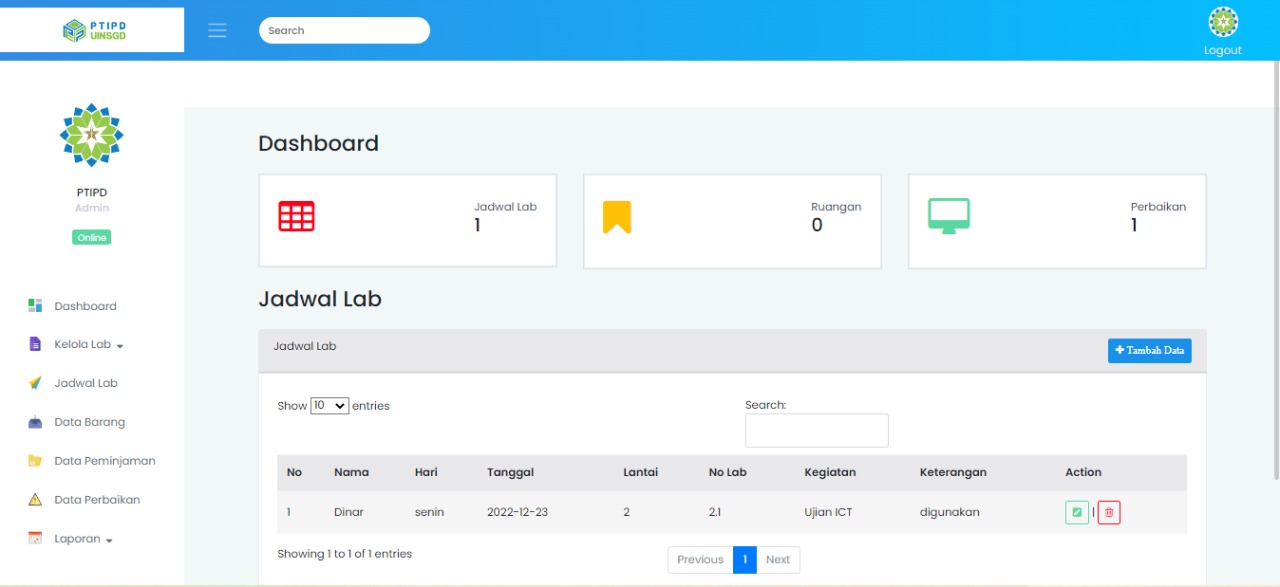 PTIPD
UINSGD
Search
Logout
PTIPD
Admin
Online
Dashboard
Kelola Lab
Jadwal Lab
Data Barang
Data Peminjaman
Data Perbaikan
Laporan
Dashboard
Jadwal Lab
1
Ruangan
0
Perbaikan
1
Jadwal Lab
Jadwal Lab
+ Tambah Data
Show 10 entries
Search:
No Nama Hari Tanggal Lantai No Lab Kegiatan Keterangan Action
1 Dinar senin 2022-12-23 2 2.1 Ujian ICT digunakan |
Showing 1 to 1 of 1 entries
Previous 1 Next